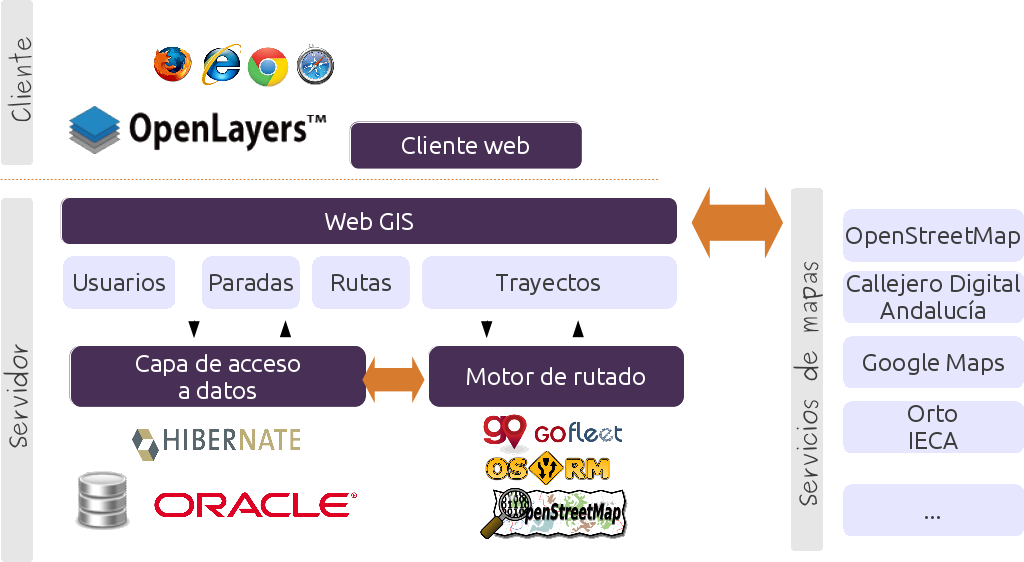 Cliente
OpenLayers™
Cliente web
Servidor
Web GIS
Usuarios
Paradas
Rutas
Trayectos
Capa de acceso
a datos
Motor de rutado
HIBERNATE
ORACLE®
go GOFLEET
OSRM
OpenStreetMap
Servicios de mapas
OpenStreetMap
Callejero Digital
Andalucía
Google Maps
Orto
IECA
...